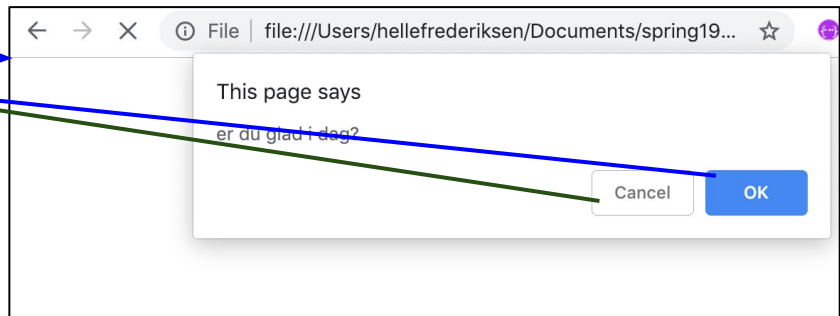 File file:///Users/hellefrederiksen/Documents/spring19...
This page says
er du glad i dag?
Cancel OK